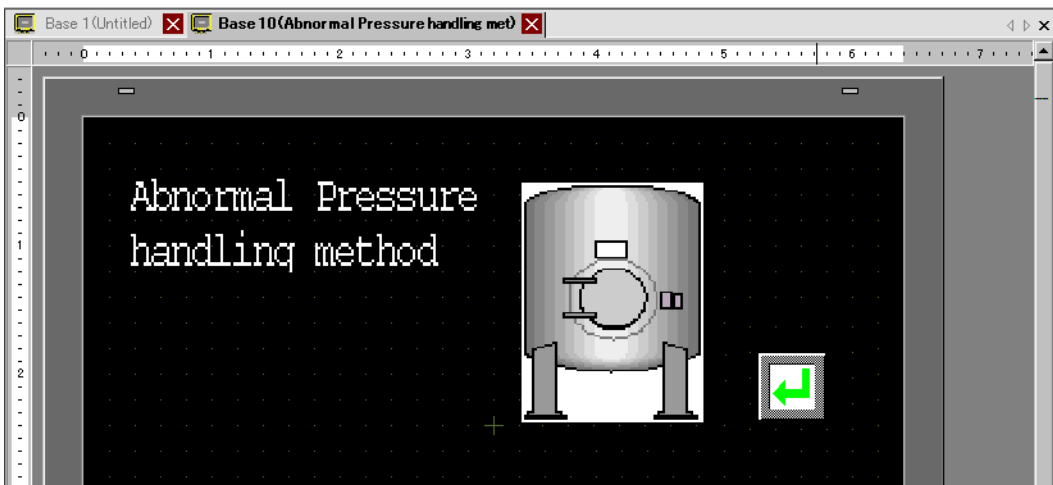 Base 1(Untitled) Base 10(Abnormal Pressure handling met)
0 1 2 3 4 5 6 7
0
Abnormal Pressure
1
handling method
2